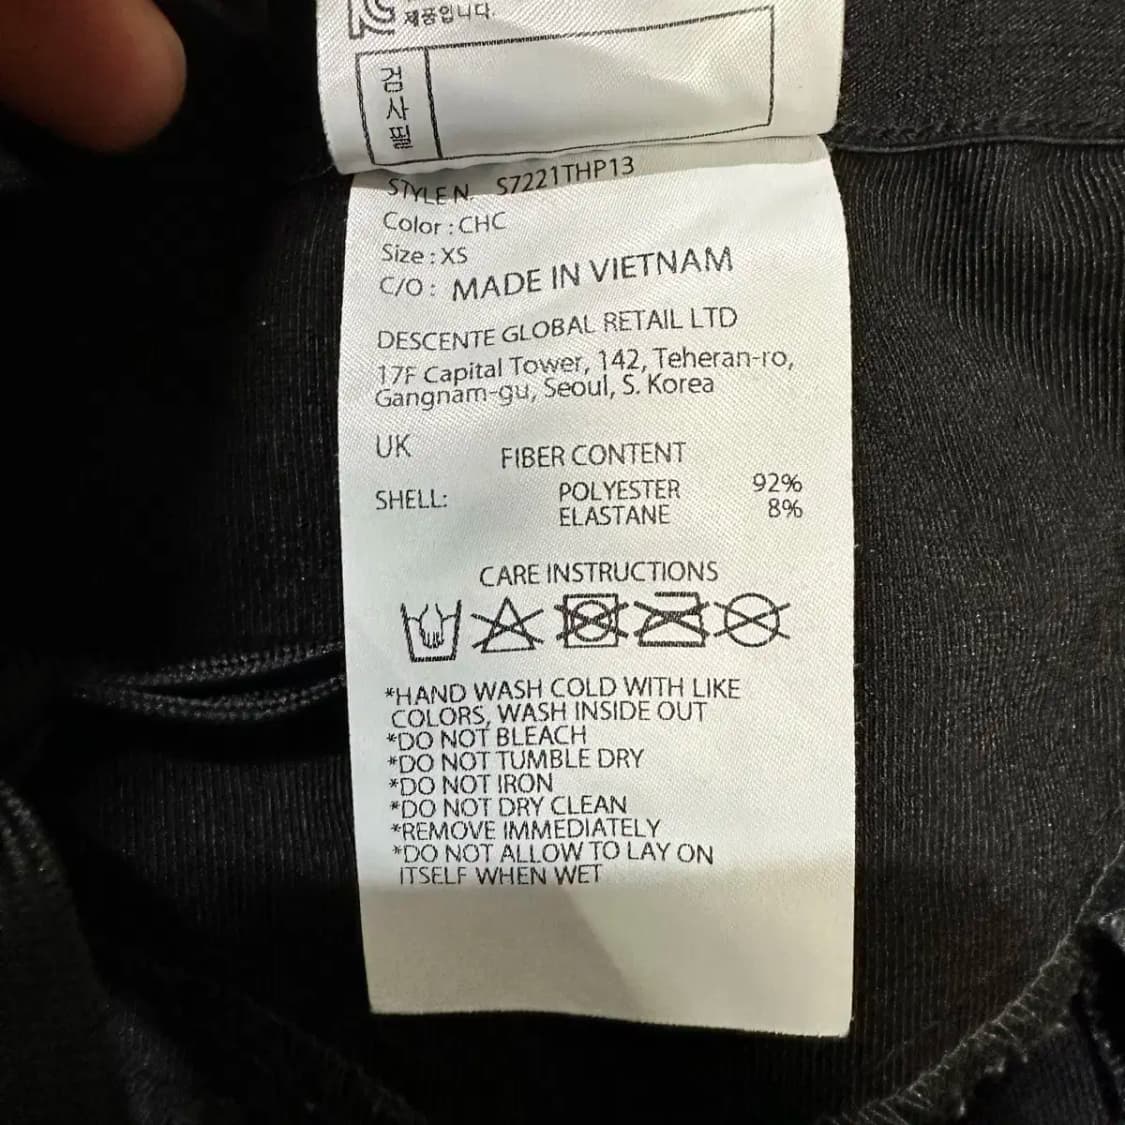 제품입니다.
검사필
STYLE N. S7221THP13
Color : CHC
Size : XS
C/O : MADE IN VIETNAM
DESCENTE GLOBAL RETAIL LTD
17F Capital Tower, 142, Teheran-ro,
Gangnam-gu, Seoul, S. Korea
UK FIBER CONTENT
SHELL: POLYESTER 92%
ELASTANE 8%
CARE INSTRUCTIONS
*HAND WASH COLD WITH LIKE
COLORS, WASH INSIDE OUT
*DO NOT BLEACH
*DO NOT TUMBLE DRY
*DO NOT IRON
*DO NOT DRY CLEAN
*REMOVE IMMEDIATELY
*DO NOT ALLOW TO LAY ON
ITSELF WHEN WET